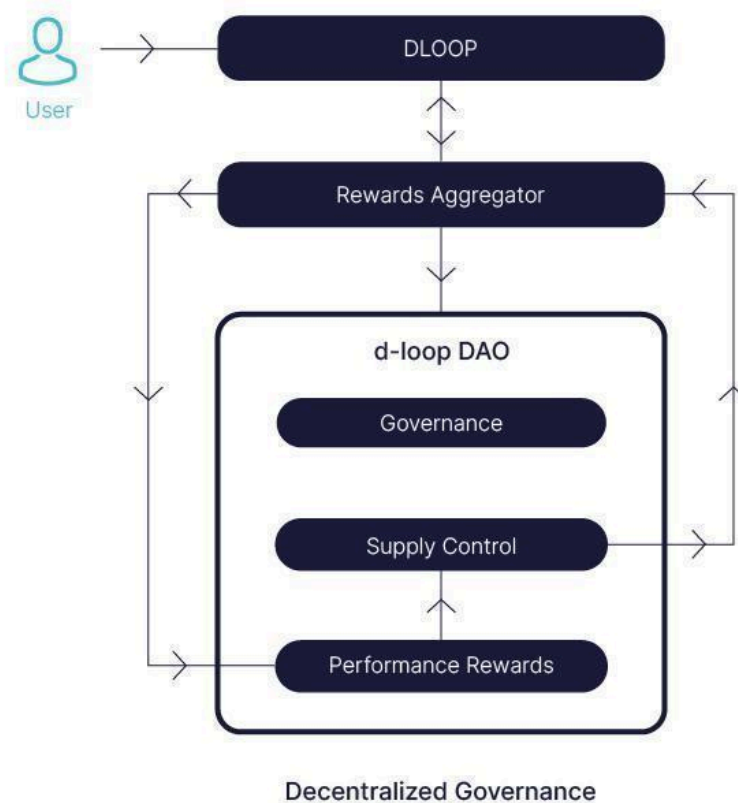 DLOOP
User
Rewards Aggregator
d-loop DAO
Governance
Supply Control
Performance Rewards
Decentralized Governance